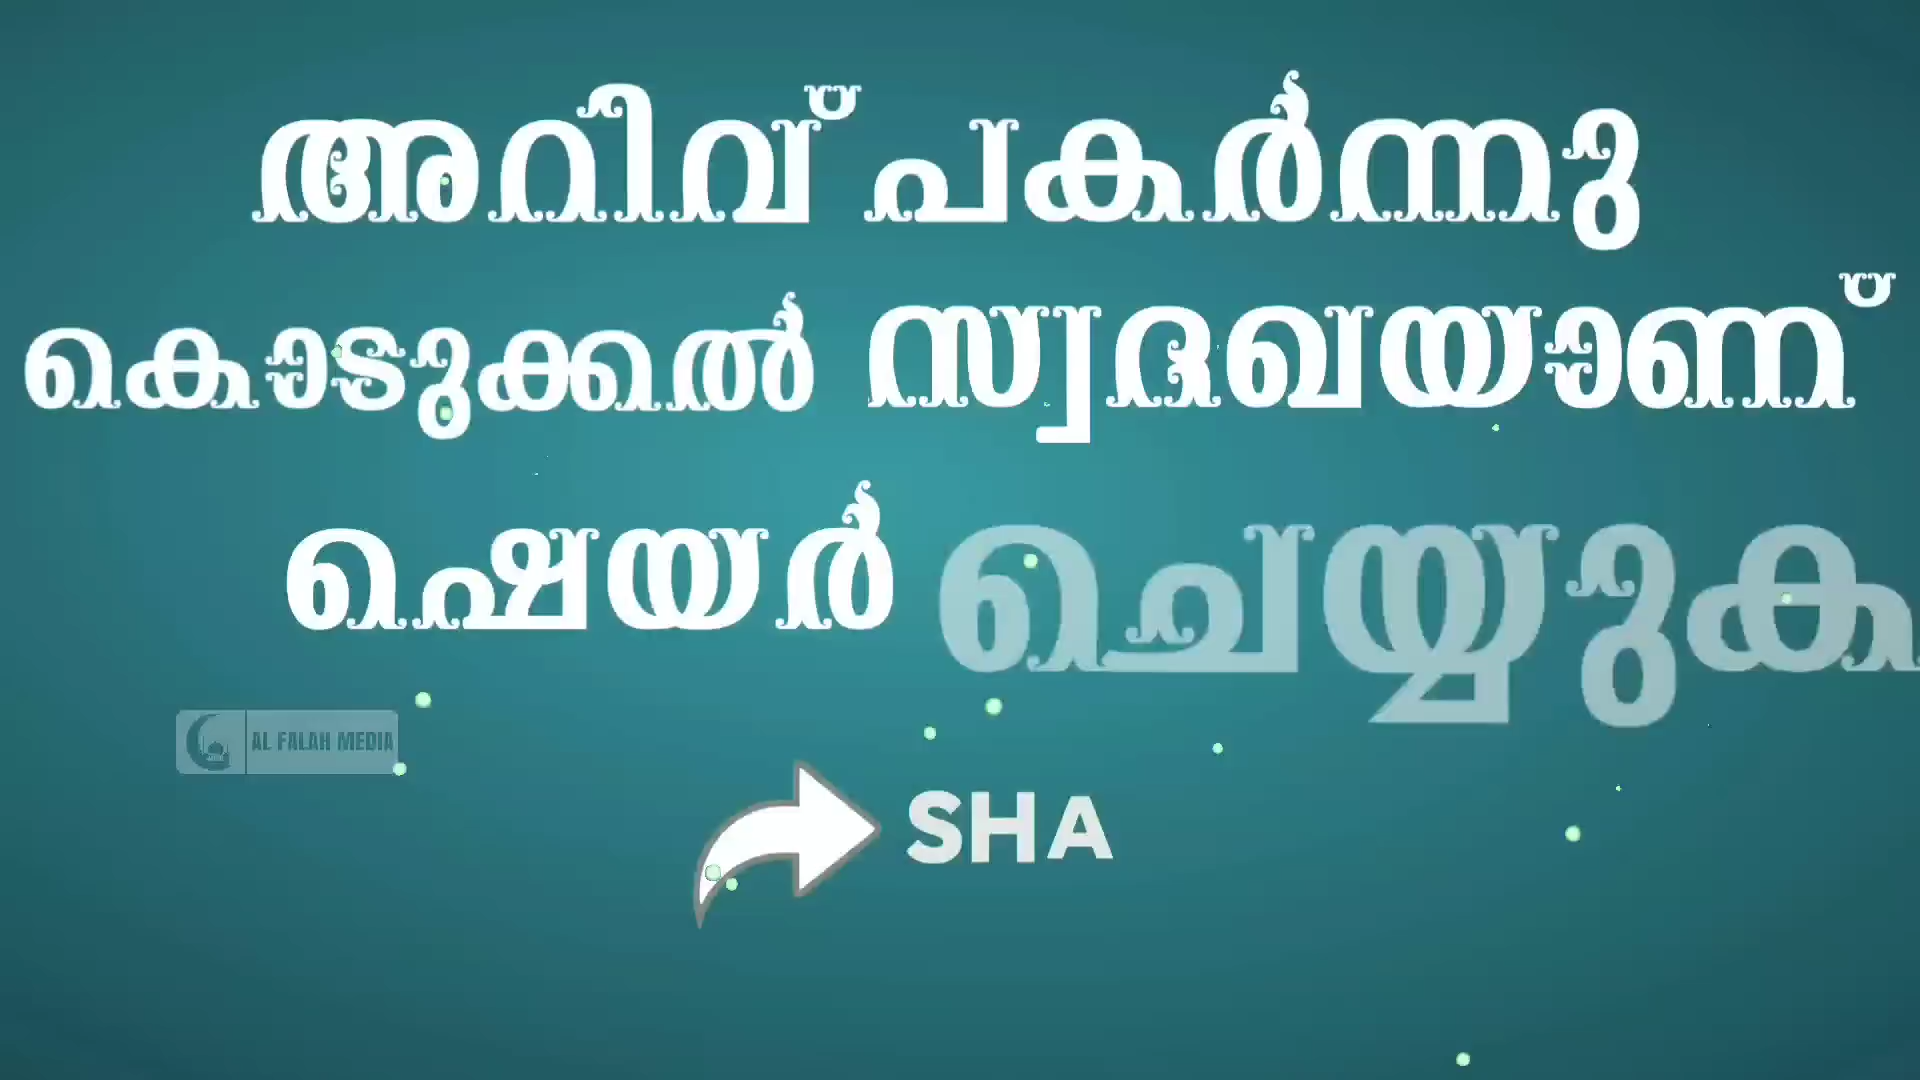 അറിവ് പകർന്നു
കൊടുക്കൽ സ്വദഖയാണ്
ഷെയർ ചെയ്യുക
AL FALAH MEDIA
SHA